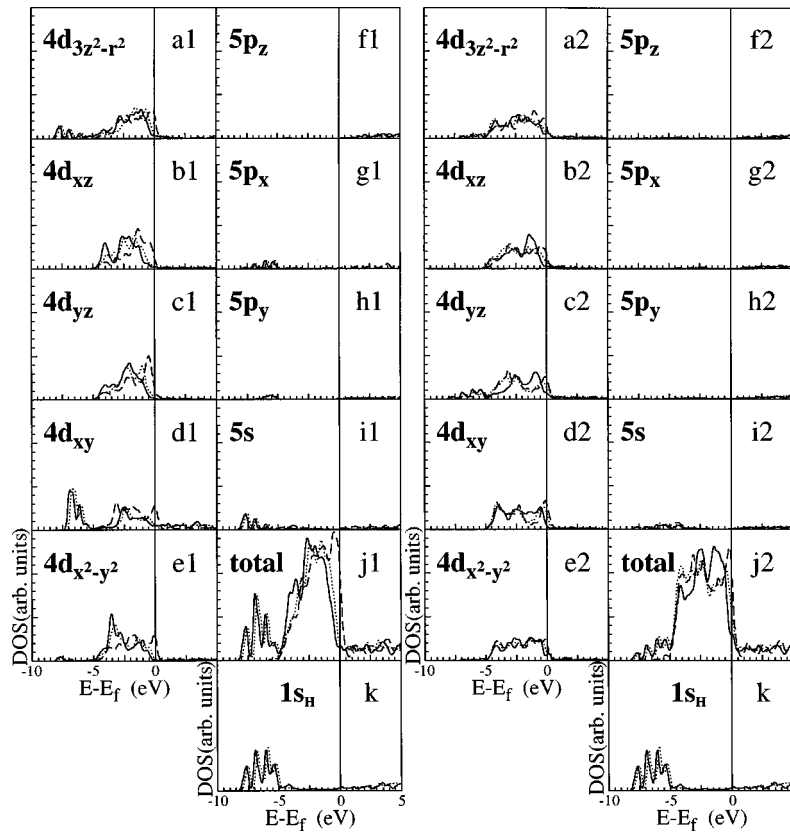 4d3z²-r² a1 5pz f1 4d3z²-r² a2 5pz f2
4dxz b1 5px g1 4dxz b2 5px g2
4dyz c1 5py h1 4dyz c2 5py h2
4dxy d1 5s i1 4dxy d2 5s i2
DOS(arb. units) 4dx²-y² e1 total j1 DOS(arb. units) 4dx²-y² e2 total j2
-10 -5 0 -10 -5 0
E-Ef (eV) E-Ef (eV)
DOS(arb. units) 1sH k DOS(arb. units) 1sH k
-10 -5 0 5 -10 -5 0 5
E-Ef (eV) E-Ef (eV)